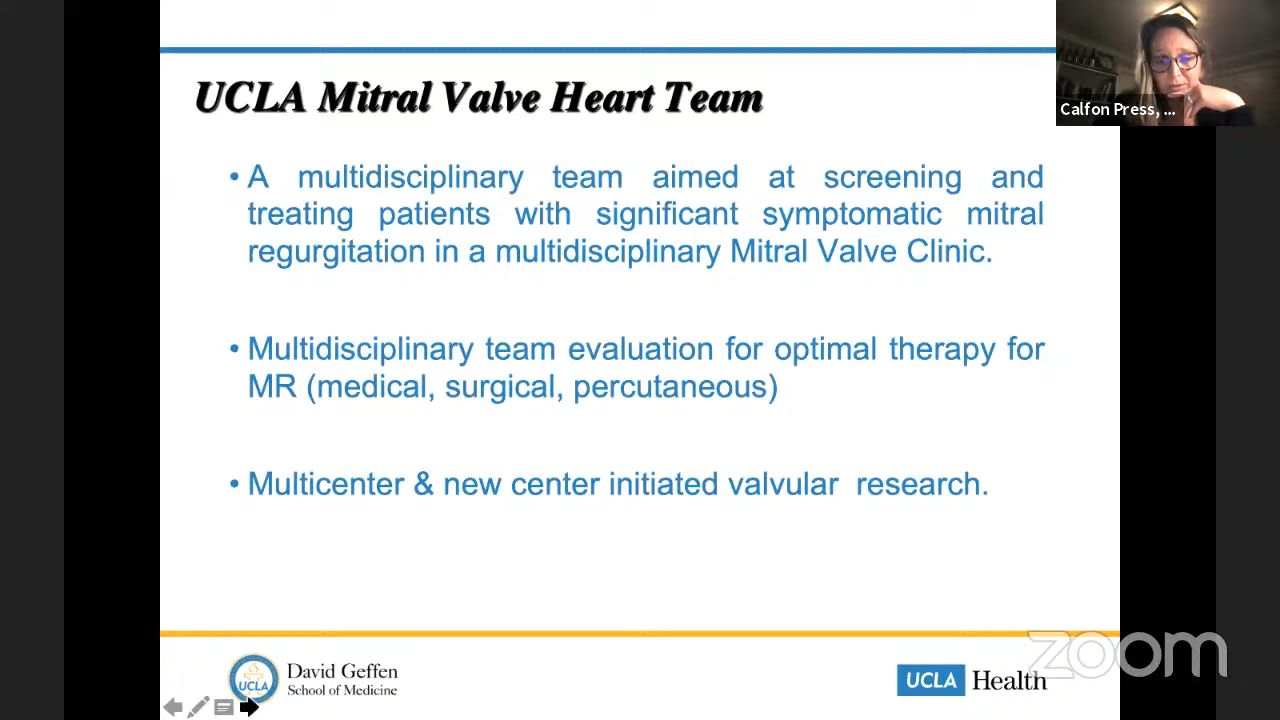 UCLA Mitral Valve Heart Team
Calfon Press, ...
• A multidisciplinary team aimed at screening and
treating patients with significant symptomatic mitral
regurgitation in a multidisciplinary Mitral Valve Clinic.
• Multidisciplinary team evaluation for optimal therapy for
MR (medical, surgical, percutaneous)
• Multicenter & new center initiated valvular research.
UCLA
David Geffen
School of Medicine
UCLA Health
zoom